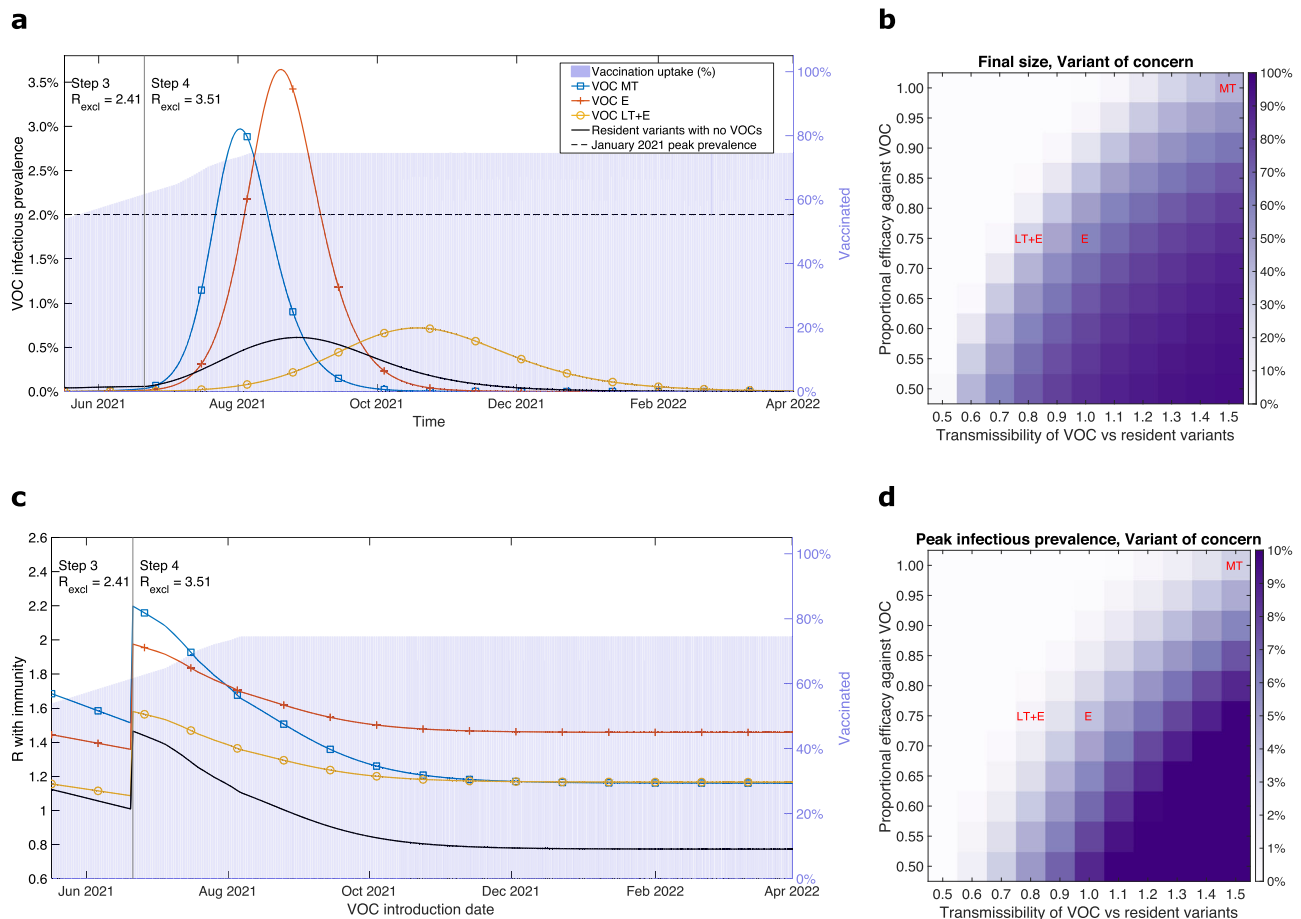 a
Step 3
R_excl = 2.41
Step 4
R_excl = 3.51
Vaccination uptake (%)
VOC MT
VOC E
VOC LT+E
Resident variants with no VOCs
January 2021 peak prevalence
VOC infectious prevalence
3.5%
3.0%
2.5%
2.0%
1.5%
1.0%
0.5%
0.0%
100%
80%
60%
40%
20%
0%
Vaccinated
Jun 2021
Aug 2021
Oct 2021
Dec 2021
Feb 2022
Apr 2022
Time
b
Final size, Variant of concern
Proportional efficacy against VOC
1.00
0.95
0.90
0.85
0.80
0.75
0.70
0.65
0.60
0.55
0.50
MT
LT+E
E
0.5 0.6 0.7 0.8 0.9 1.0 1.1 1.2 1.3 1.4 1.5
Transmissibility of VOC vs resident variants
100%
90%
80%
70%
60%
50%
40%
30%
20%
10%
0%
c
Step 3
R_excl = 2.41
Step 4
R_excl = 3.51
R with immunity
2.6
2.4
2.2
2
1.8
1.6
1.4
1.2
1
0.8
0.6
100%
80%
60%
40%
20%
0%
Vaccinated
Jun 2021
Aug 2021
Oct 2021
Dec 2021
Feb 2022
Apr 2022
VOC introduction date
d
Peak infectious prevalence, Variant of concern
Proportional efficacy against VOC
1.00
0.95
0.90
0.85
0.80
0.75
0.70
0.65
0.60
0.55
0.50
MT
LT+E
E
0.5 0.6 0.7 0.8 0.9 1.0 1.1 1.2 1.3 1.4 1.5
Transmissibility of VOC vs resident variants
10%
9%
8%
7%
6%
5%
4%
3%
2%
1%
0%